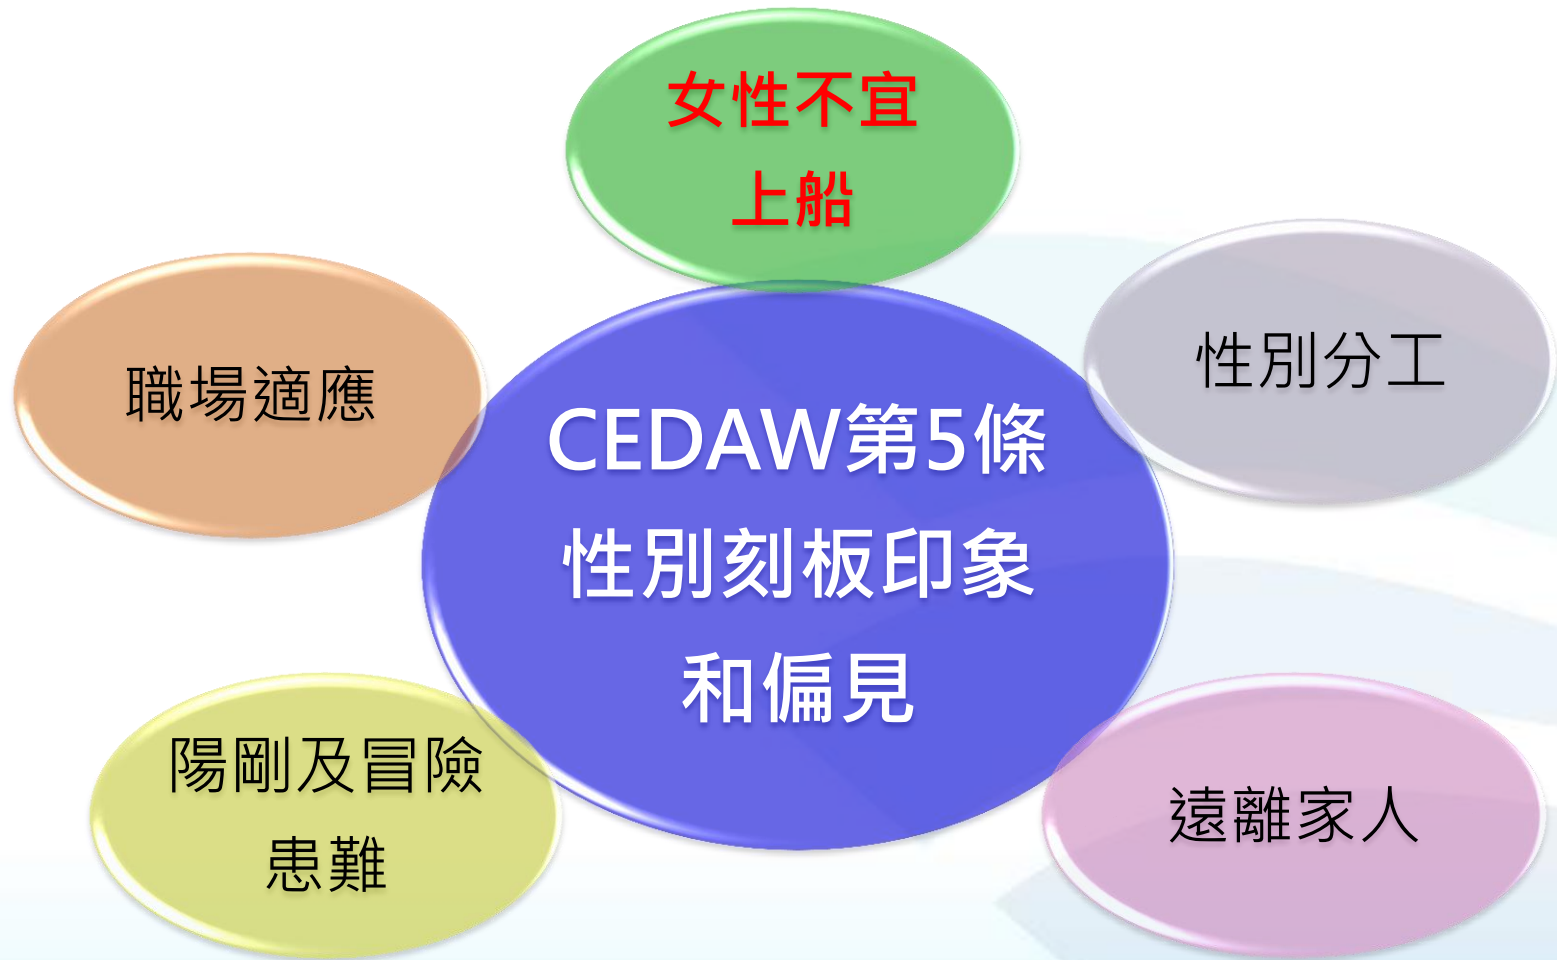 女性不宜
上船
性別分工
職場適應
CEDAW第5條
性別刻板印象
和偏見
陽剛及冒險
患難
遠離家人